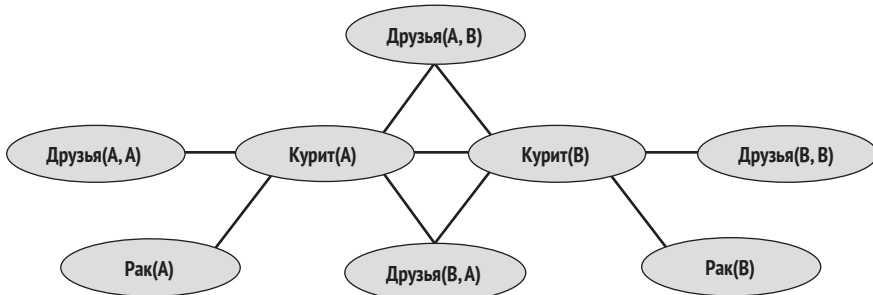 Друзья(A, B)
Друзья(A, A)
Курит(A)
Курит(B)
Друзья(B, B)
Рак(A)
Друзья(B, A)
Рак(B)